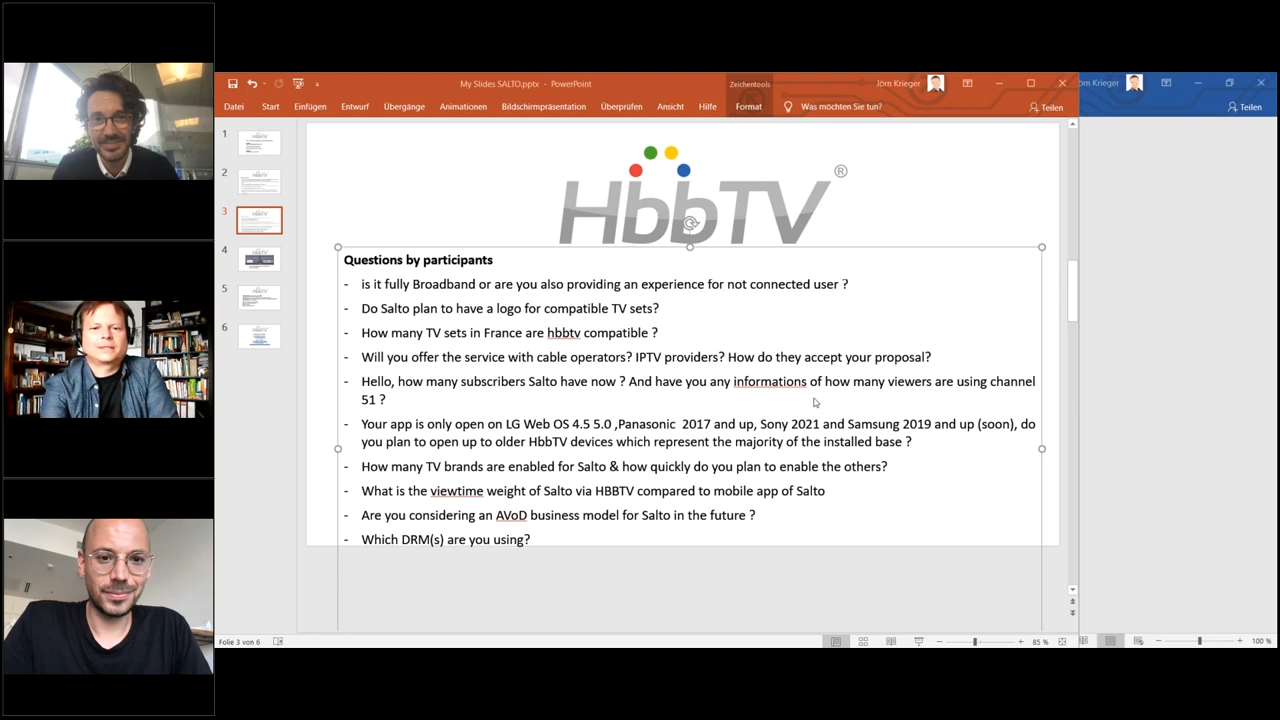 My Slides SALTO.pptx - PowerPoint
Zeichentools
Jörn Krieger
örn Krieger
Datei Start Einfügen Entwurf Übergänge Animationen Bildschirmpräsentation Überprüfen Ansicht Hilfe Format Was möchten Sie tun? Teilen
Teilen
1
2
3
4
5
6
HbbTV ®
Questions by participants
- is it fully Broadband or are you also providing an experience for not connected user ?
- Do Salto plan to have a logo for compatible TV sets?
- How many TV sets in France are hbbtv compatible ?
- Will you offer the service with cable operators? IPTV providers? How do they accept your proposal?
- Hello, how many subscribers Salto have now ? And have you any informations of how many viewers are using channel
51 ?
- Your app is only open on LG Web OS 4.5 5.0 ,Panasonic 2017 and up, Sony 2021 and Samsung 2019 and up (soon), do
you plan to open up to older HbbTV devices which represent the majority of the installed base ?
- How many TV brands are enabled for Salto & how quickly do you plan to enable the others?
- What is the viewtime weight of Salto via HBBTV compared to mobile app of Salto
- Are you considering an AVoD business model for Salto in the future ?
- Which DRM(s) are you using?
Folie 3 von 6
85 %
100 %